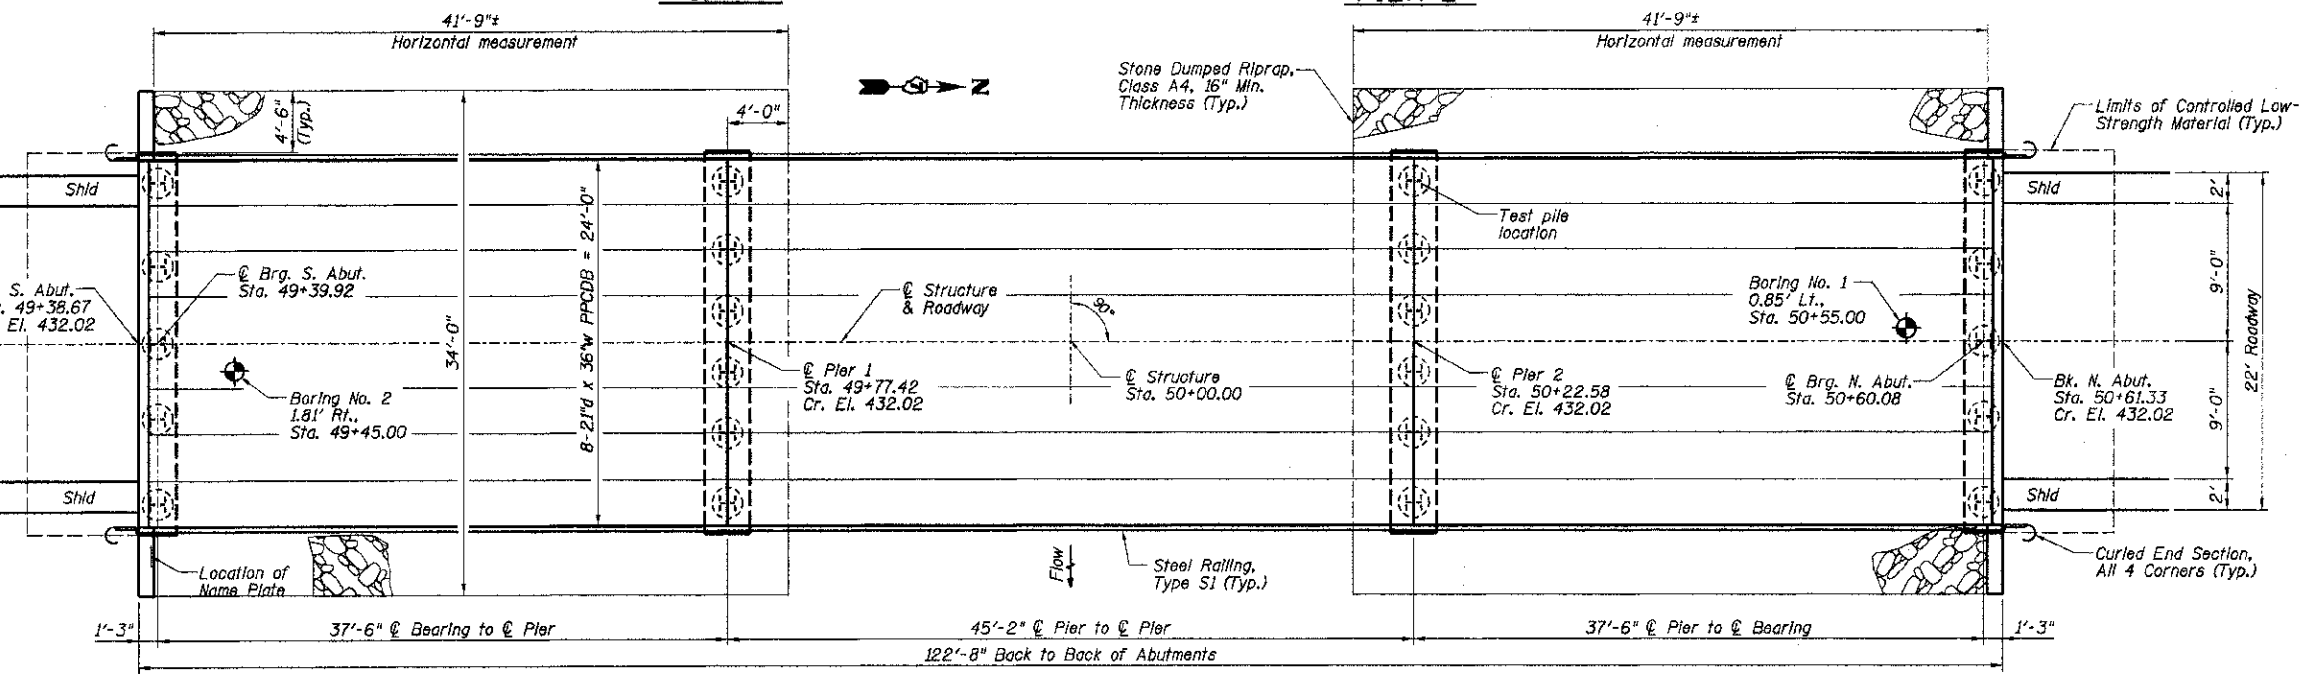 41'-9"±
Horizontal measurement
41'-9"±
Horizontal measurement
Stone Dumped Riprap,
Class A4, 16" Min.
Thickness (Typ.)
N
4'-6"
(Typ.)
4'-0"
Limits of Controlled Low-
Strength Material (Typ.)
Shld
Shld
Test pile
location
2'
9'-0"
9'-0"
2'
22' Roadway
S. Abut.
49+38.67
El. 432.02
℄ Brg. S. Abut.
Sta. 49+39.92
34'-0"
8-21"d x 36"w PPCDB = 24'-0"
℄ Structure
& Roadway
90°
Boring No. 1
0.85' Lt.,
Sta. 50+55.00
Boring No. 2
1.81' Rt.,
Sta. 49+45.00
℄ Pier 1
Sta. 49+77.42
Cr. El. 432.02
℄ Structure
Sta. 50+00.00
℄ Pier 2
Sta. 50+22.58
Cr. El. 432.02
℄ Brg. N. Abut.
Sta. 50+60.08
Bk. N. Abut.
Sta. 50+61.33
Cr. El. 432.02
Shld
Shld
Location of
Name Plate
Flow
Steel Railing,
Type S1 (Typ.)
Curled End Section,
All 4 Corners (Typ.)
1'-3"
37'-6" ℄ Bearing to ℄ Pier
45'-2" ℄ Pier to ℄ Pier
37'-6" ℄ Pier to ℄ Bearing
1'-3"
122'-8" Back to Back of Abutments